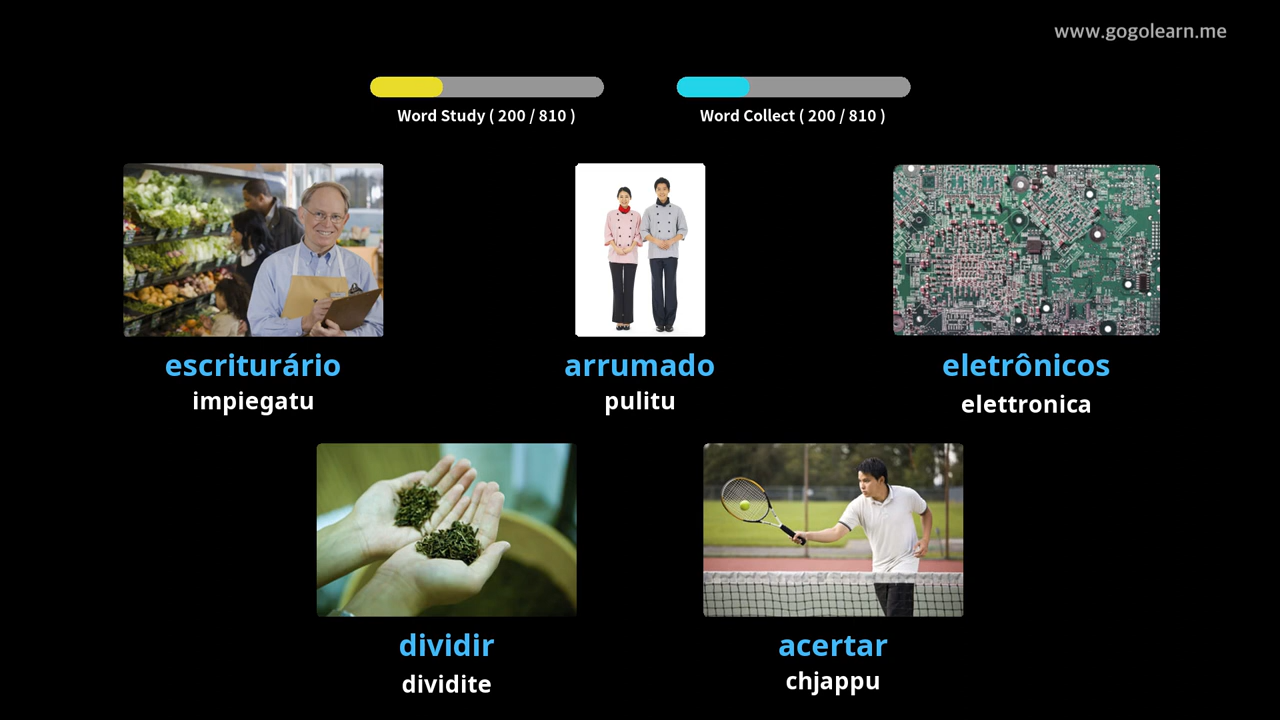 www.gogolearn.me
Word Study ( 200 / 810 )
Word Collect ( 200 / 810 )
escriturário
impiegatu
arrumado
pulitu
eletrônicos
elettronica
dividir
dividite
acertar
chjappu